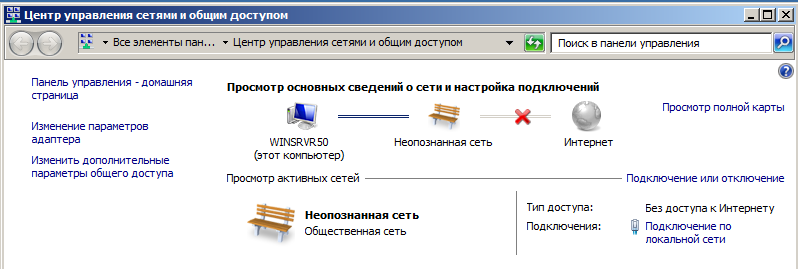 Центр управления сетями и общим доступом
Все элементы пан... Центр управления сетями и общим доступом
Поиск в панели управления
Панель управления - домашняя
страница
Изменение параметров
адаптера
Изменить дополнительные
параметры общего доступа
Просмотр основных сведений о сети и настройка подключений
Просмотр полной карты
WINSRVR50
(этот компьютер)
Неопознанная сеть
Интернет
Просмотр активных сетей
Подключение или отключение
Неопознанная сеть
Общественная сеть
Тип доступа: Без доступа к Интернету
Подключения: Подключение по
локальной сети